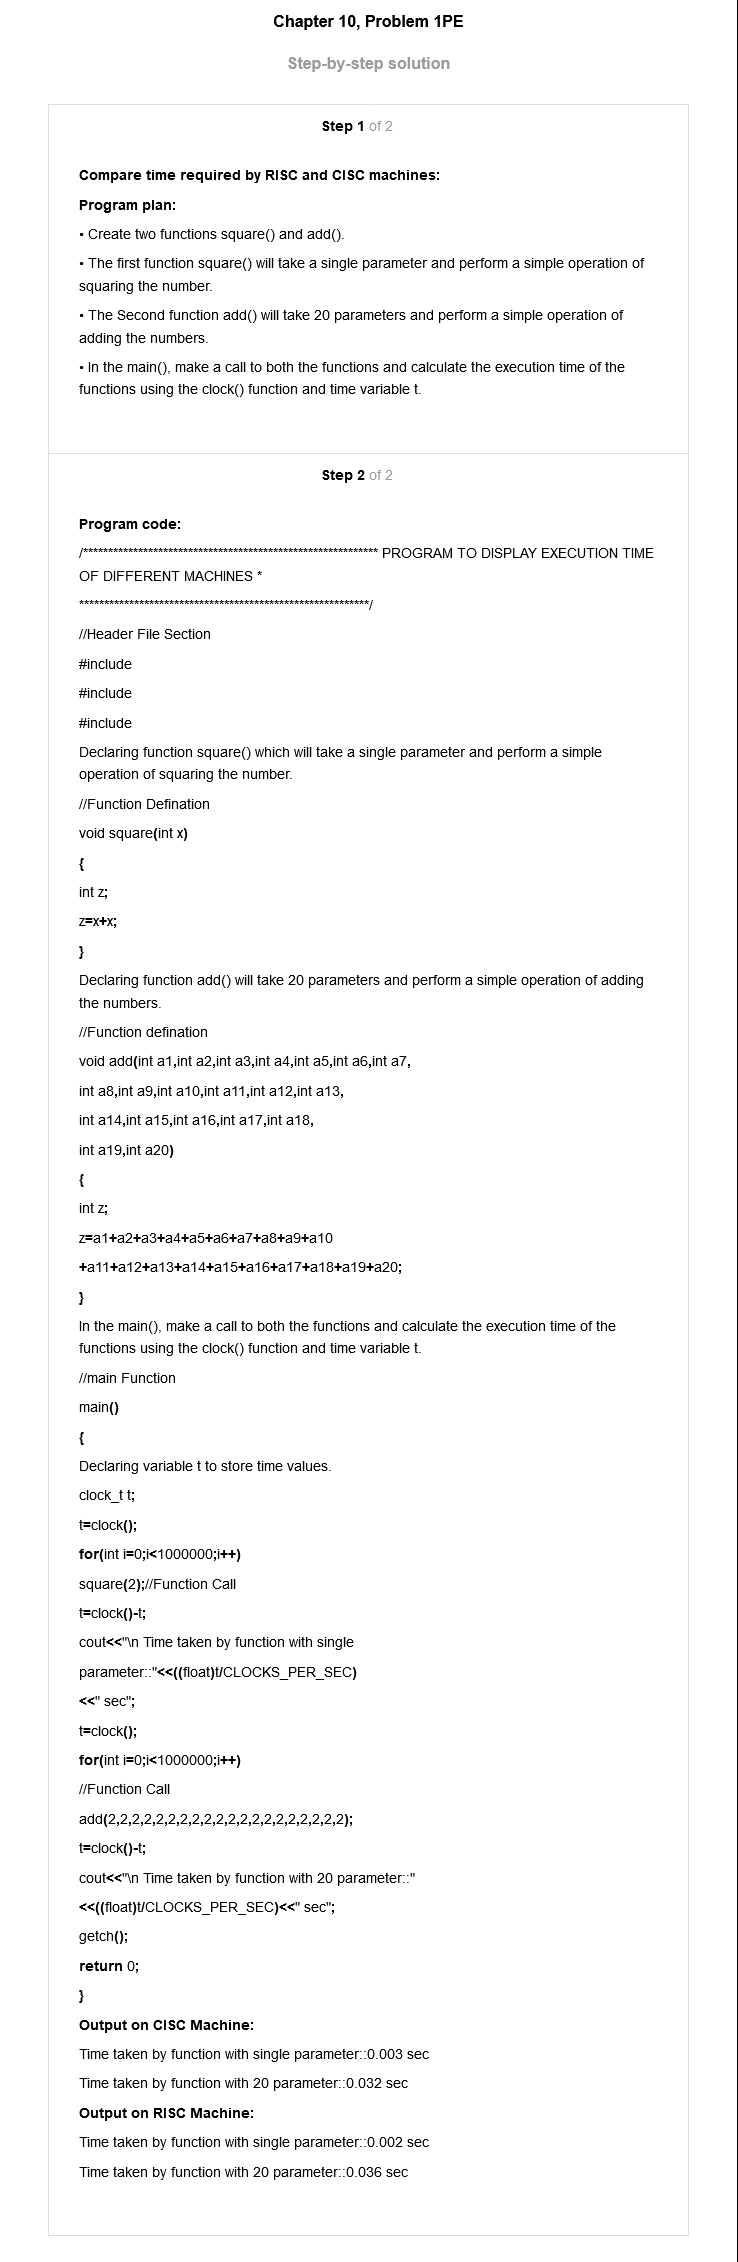 Chapter 10, Problem 1PE
Step-by-step solution
Step 1 of 2
Compare time required by RISC and CISC machines:
Program plan:
• Create two functions square() and add().
• The first function square() will take a single parameter and perform a simple operation of
squaring the number.
• The Second function add() will take 20 parameters and perform a simple operation of
adding the numbers.
• In the main(), make a call to both the functions and calculate the execution time of the
functions using the clock() function and time variable t.
Step 2 of 2
Program code:
/*********************************************************** PROGRAM TO DISPLAY EXECUTION TIME
OF DIFFERENT MACHINES *
**********************************************************/
//Header File Section
#include
#include
#include
Declaring function square() which will take a single parameter and perform a simple
operation of squaring the number.
//Function Defination
void square(int x)
{
int z;
z=x+x;
}
Declaring function add() will take 20 parameters and perform a simple operation of adding
the numbers.
//Function defination
void add(int a1,int a2,int a3,int a4,int a5,int a6,int a7,
int a8,int a9,int a10,int a11,int a12,int a13,
int a14,int a15,int a16,int a17,int a18,
int a19,int a20)
{
int z;
z=a1+a2+a3+a4+a5+a6+a7+a8+a9+a10
+a11+a12+a13+a14+a15+a16+a17+a18+a19+a20;
}
In the main(), make a call to both the functions and calculate the execution time of the
functions using the clock() function and time variable t.
//main Function
main()
{
Declaring variable t to store time values.
clock_t t;
t=clock();
for(int i=0;i<1000000;i++)
square(2);//Function Call
t=clock()-t;
cout<<"\n Time taken by function with single
parameter::"<<((float)t/CLOCKS_PER_SEC)
<<" sec";
t=clock();
for(int i=0;i<1000000;i++)
//Function Call
add(2,2,2,2,2,2,2,2,2,2,2,2,2,2,2,2,2,2,2,2);
t=clock()-t;
cout<<"\n Time taken by function with 20 parameter::"
<<((float)t/CLOCKS_PER_SEC)<<" sec";
getch();
return 0;
}
Output on CISC Machine:
Time taken by function with single parameter::0.003 sec
Time taken by function with 20 parameter::0.032 sec
Output on RISC Machine:
Time taken by function with single parameter::0.002 sec
Time taken by function with 20 parameter::0.036 sec